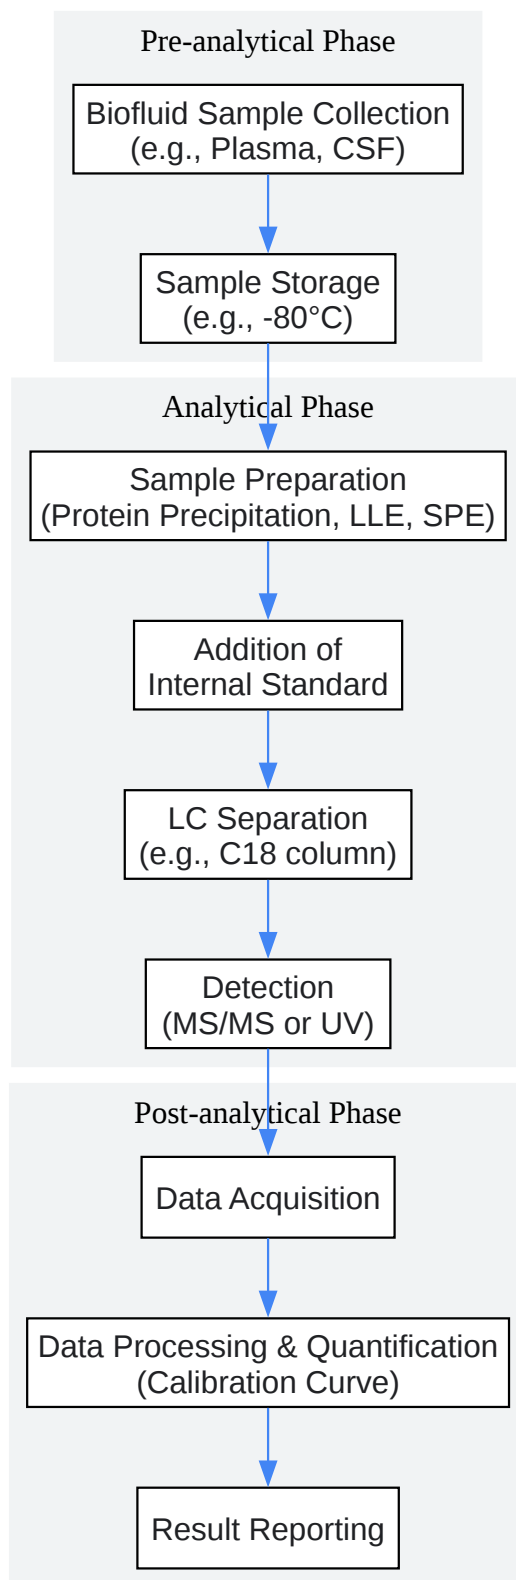 Pre-analytical Phase
Biofluid Sample Collection
(e.g., Plasma, CSF)
Sample Storage
(e.g., -80°C)
Analytical Phase
Sample Preparation
(Protein Precipitation, LLE, SPE)
Addition of
Internal Standard
LC Separation
(e.g., C18 column)
Detection
(MS/MS or UV)
Post-analytical Phase
Data Acquisition
Data Processing & Quantification
(Calibration Curve)
Result Reporting